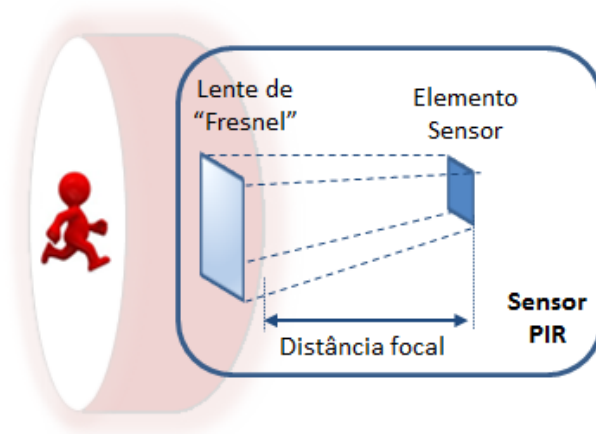 Lente de
“Fresnel”
Elemento
Sensor
Distância focal
Sensor
PIR